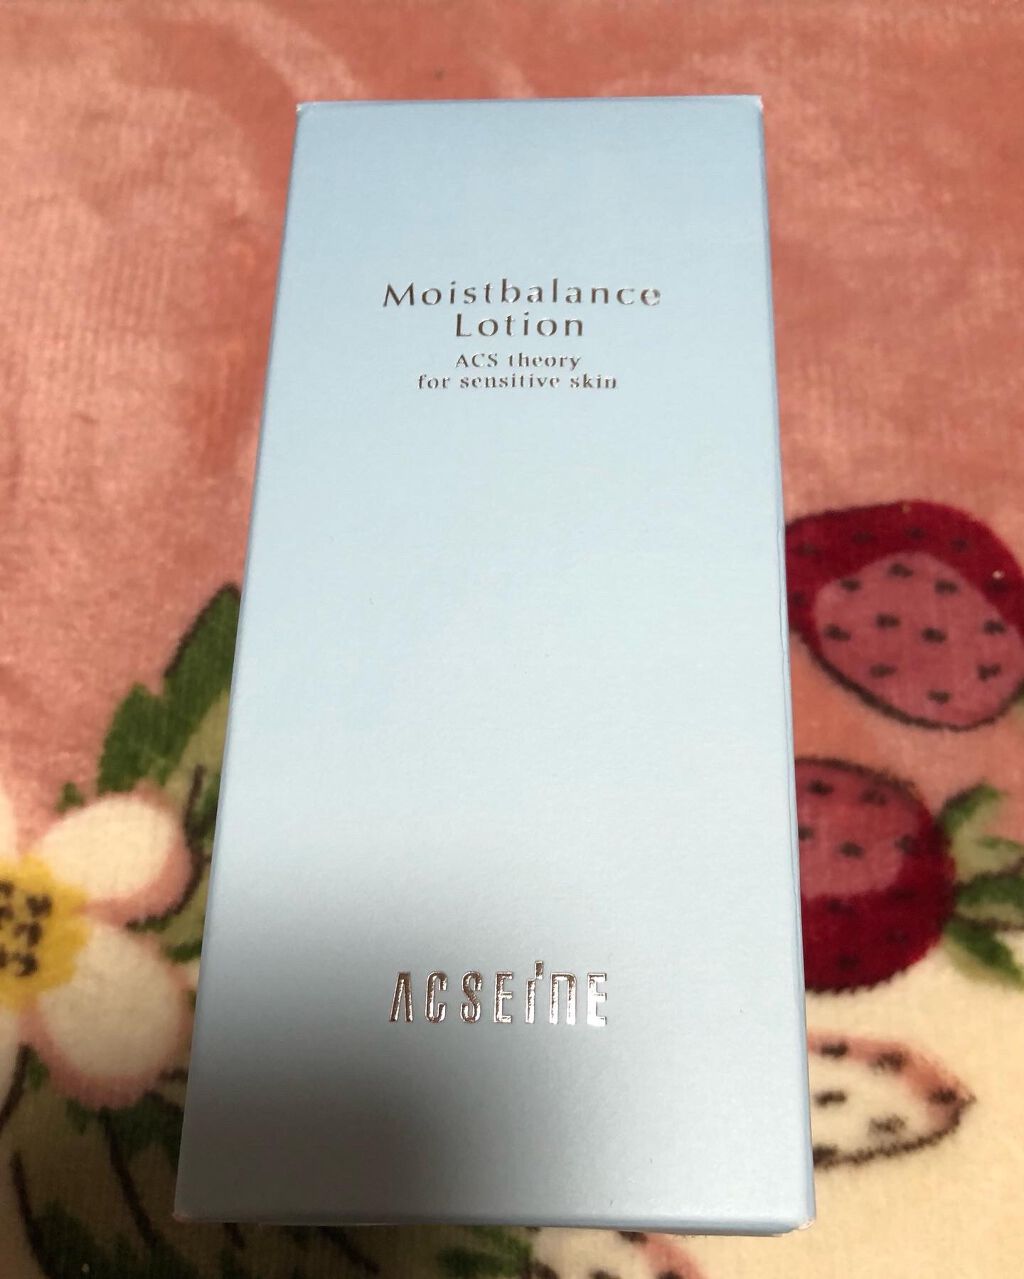 Moistbalance
Lotion
ACS theory
for sensitive skin
ACSEINE